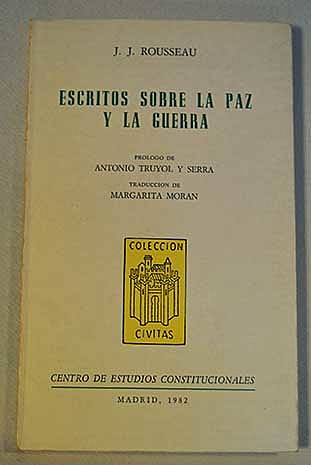 J. J. ROUSSEAU
ESCRITOS SOBRE LA PAZ
Y LA GUERRA
PROLOGO DE
ANTONIO TRUYOL Y SERRA
TRADUCCION DE
MARGARITA MORAN
COLECCION
CIVITAS
CENTRO DE ESTUDIOS CONSTITUCIONALES
MADRID, 1982